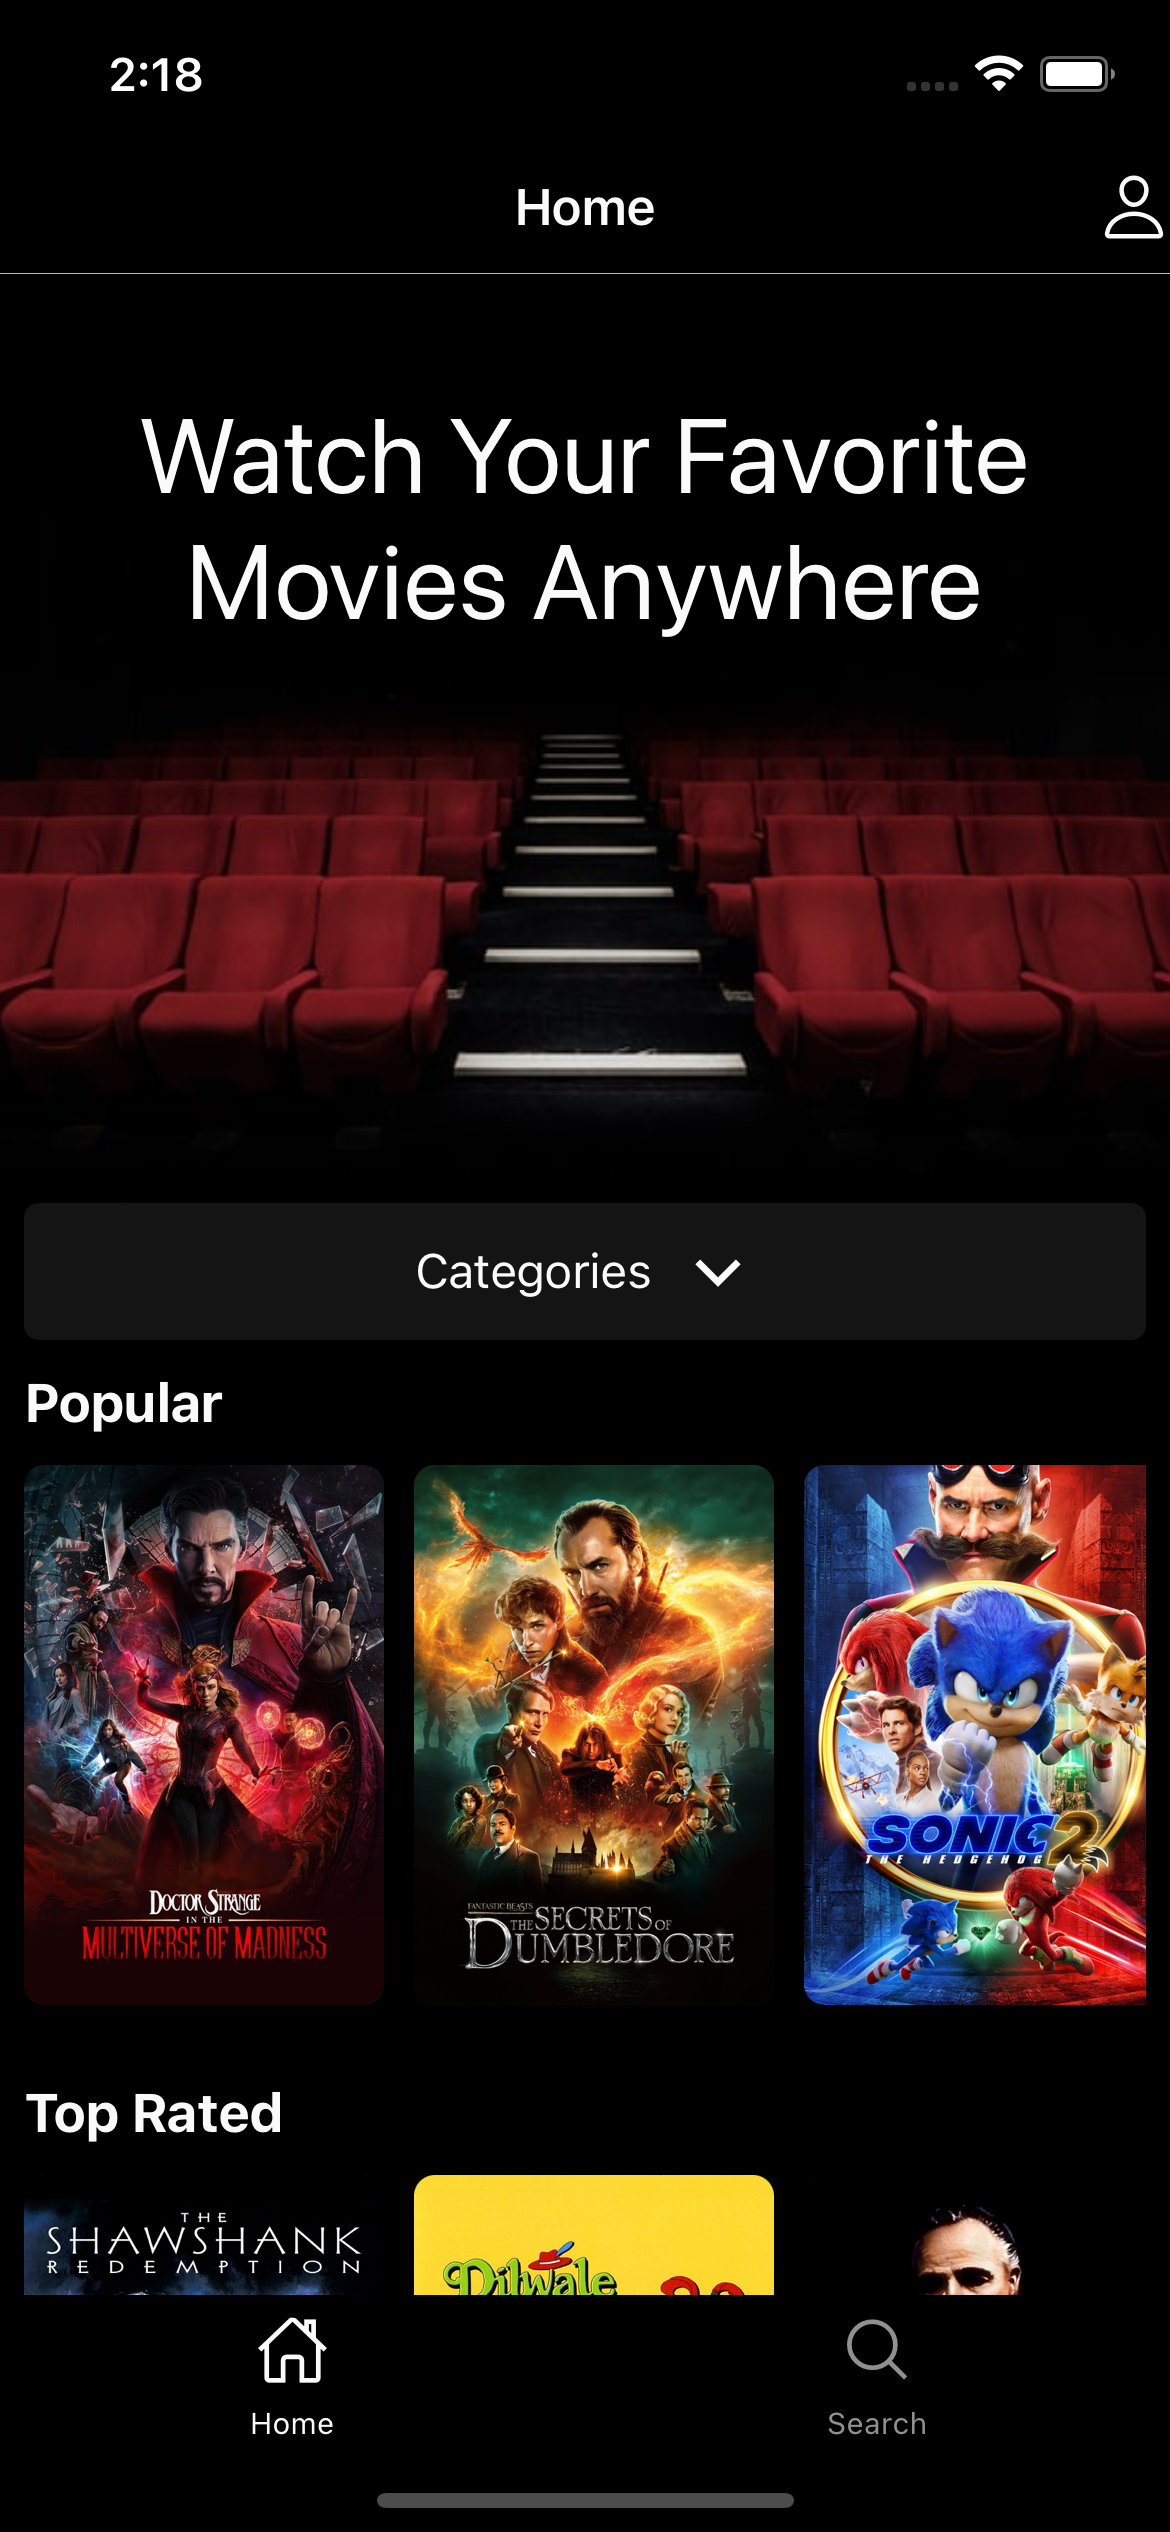 2:18
Home
Watch Your Favorite
Movies Anywhere
Categories
Popular
DOCTOR STRANGE
IN THE
MULTIVERSE OF MADNESS
FANTASTIC BEASTS
THE SECRETS OF
DUMBLEDORE
SONIC 2
THE HEDGEHOG
Top Rated
THE
SHAWSHANK
REDEMPTION
Dilwale
Home
Search